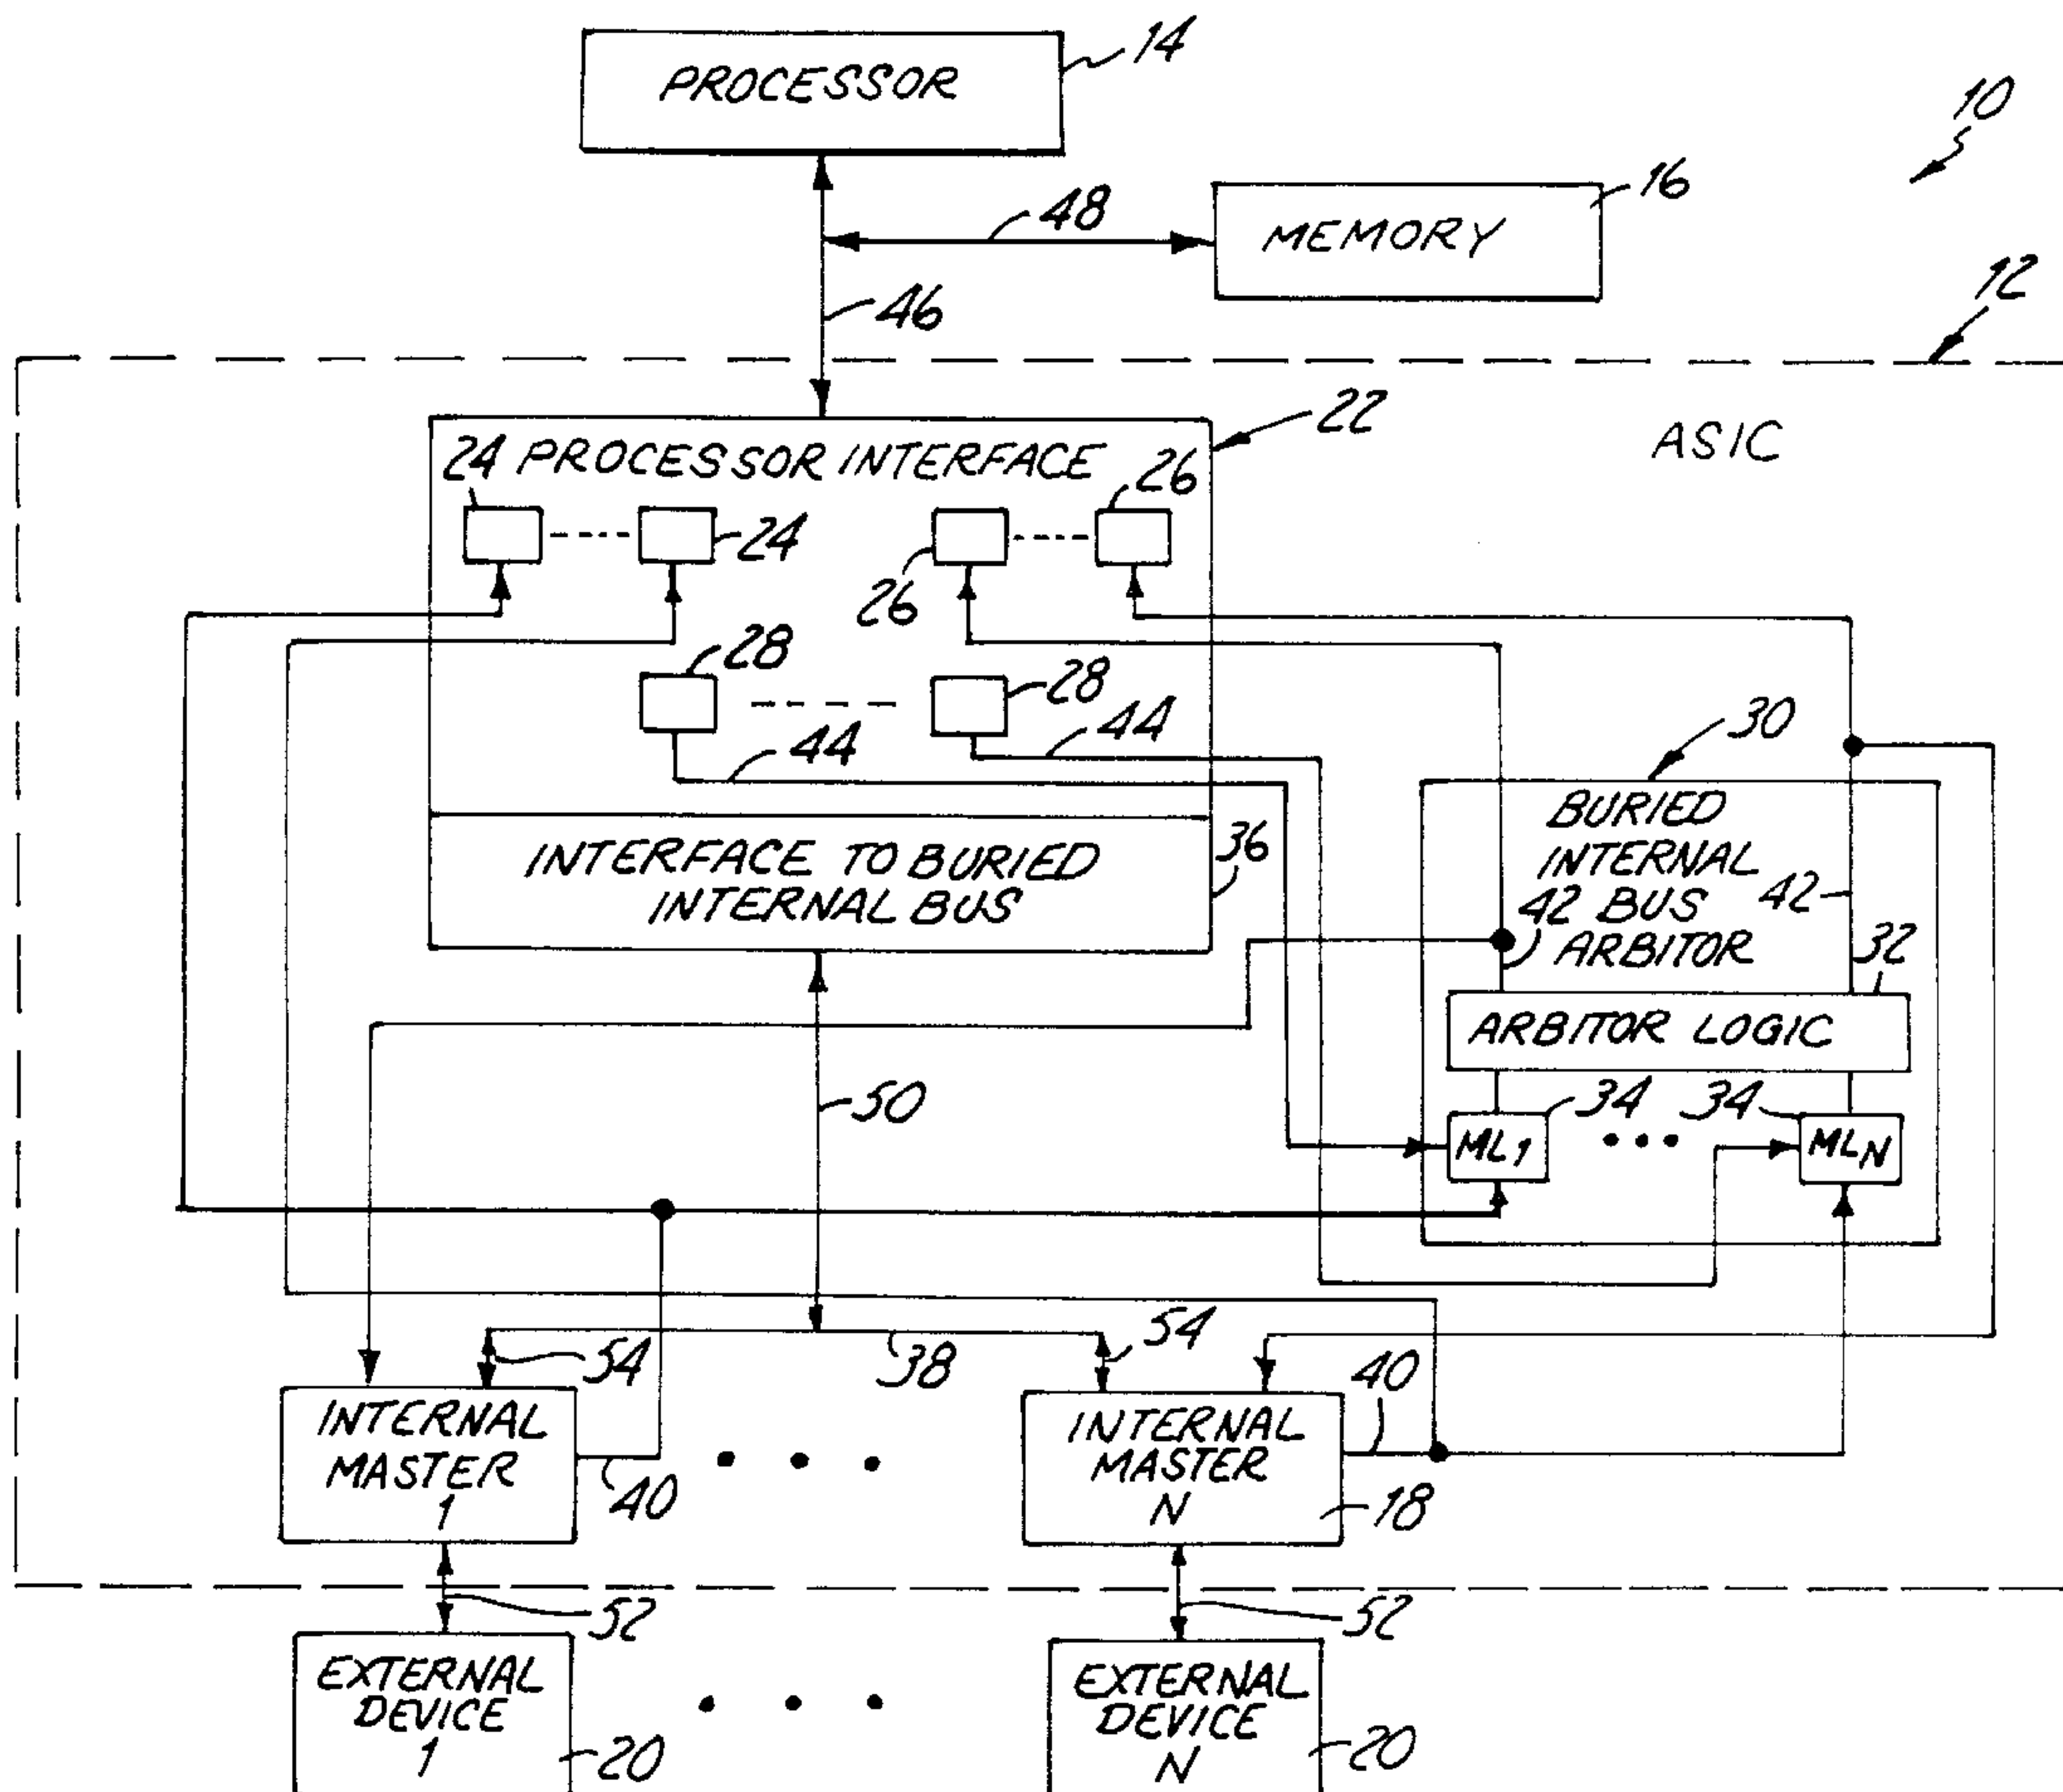 PROCESSOR
14
10
48
MEMORY
16
46
12
22
ASIC
24 PROCESSOR INTERFACE
26
24
26
28
28
44
44
30
BURIED
INTERNAL
42 BUS
ARBITOR
42
32
INTERFACE TO BURIED
INTERNAL BUS
36
ARBITOR LOGIC
50
34
34
ML1
• • •
MLN
54
38
54
40
INTERNAL
MASTER
1
40
• • •
INTERNAL
MASTER
N
18
52
52
EXTERNAL
DEVICE
1
20
• • •
EXTERNAL
DEVICE
N
20